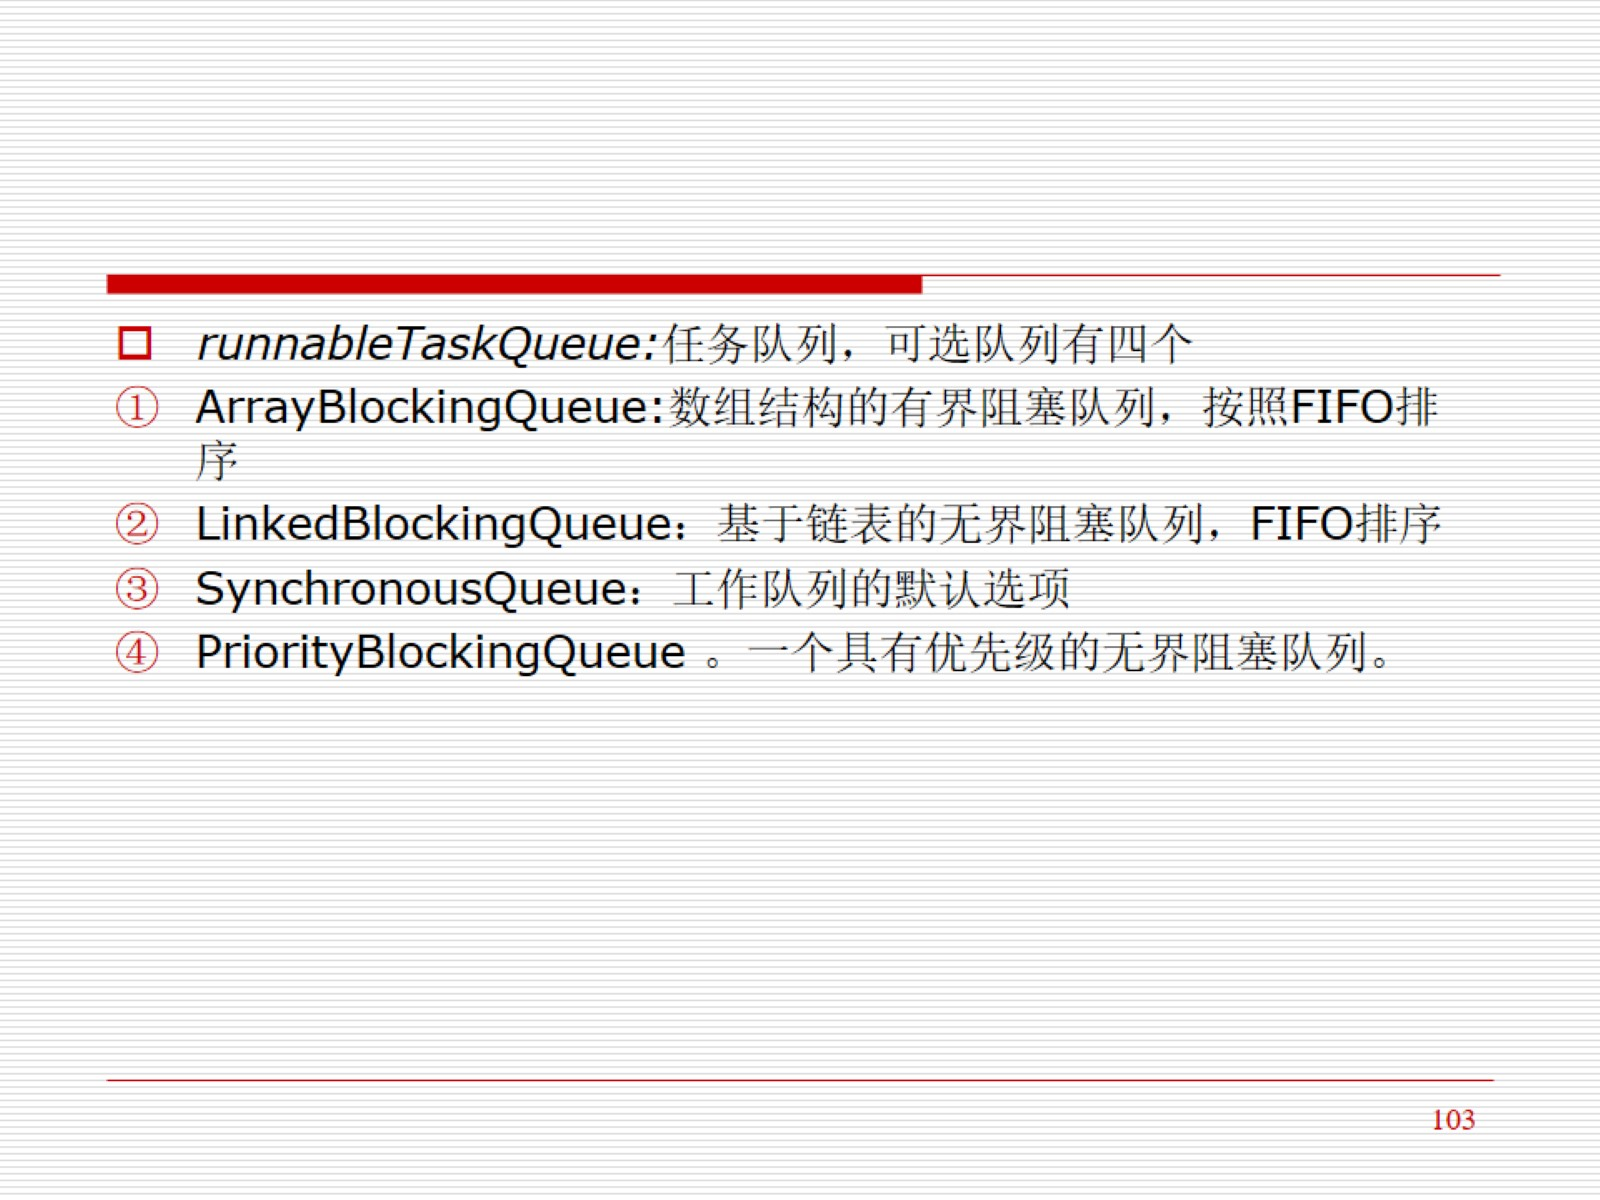 runnableTaskQueue:任务队列，可选队列有四个
① ArrayBlockingQueue:数组结构的有界阻塞队列，按照FIFO排
序
② LinkedBlockingQueue：基于链表的无界阻塞队列，FIFO排序
③ SynchronousQueue：工作队列的默认选项
④ PriorityBlockingQueue 。一个具有优先级的无界阻塞队列。
103